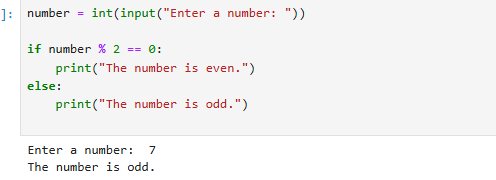 ]: number = int(input("Enter a number: "))
if number % 2 == 0:
    print("The number is even.")
else:
    print("The number is odd.")
Enter a number:  7
The number is odd.